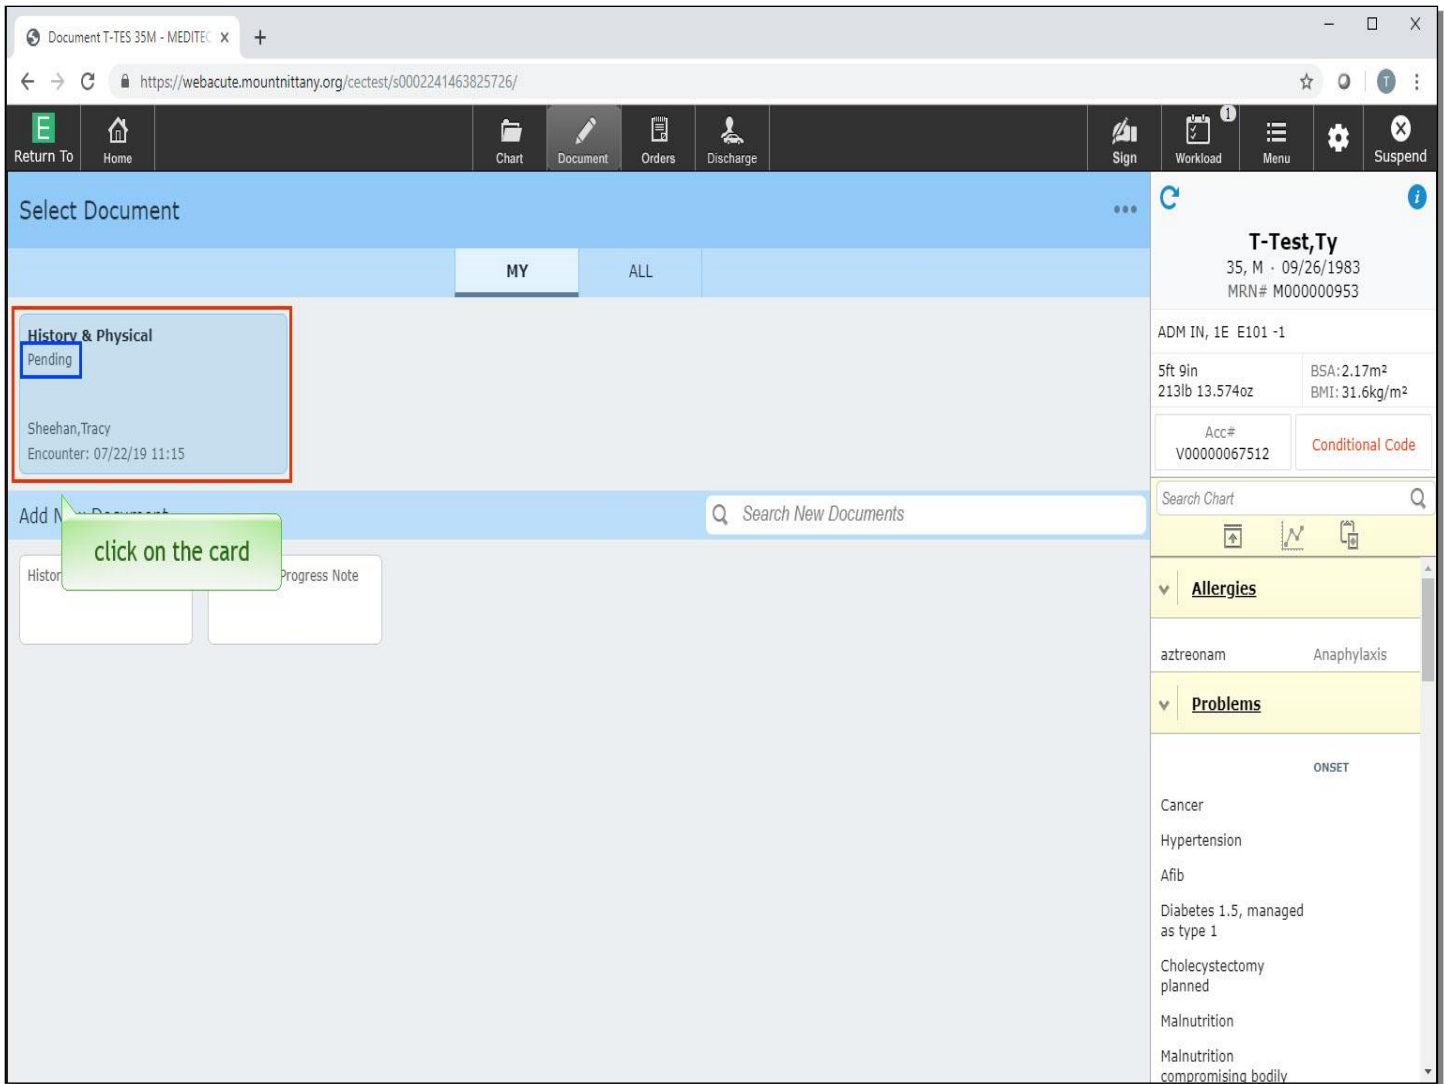 Document T-TES 35M - MEDITEC x +
https://webacute.mountnittany.org/cectest/s0002241463825726/
T
E
Return To
Home
Chart
Document
Orders
Discharge
Sign
1
Workload
Menu
Suspend
Select Document
MY
ALL
History & Physical
Pending
Sheehan,Tracy
Encounter: 07/22/19 11:15
Add New Document
Search New Documents
click on the card
Histor
Progress Note
T-Test,Ty
35, M · 09/26/1983
MRN# M000000953
ADM IN, 1E E101 -1
5ft 9in
213lb 13.574oz
BSA:2.17m²
BMI:31.6kg/m²
Acc#
V00000067512
Conditional Code
Search Chart
Allergies
aztreonam Anaphylaxis
Problems
ONSET
Cancer
Hypertension
Afib
Diabetes 1.5, managed
as type 1
Cholecystectomy
planned
Malnutrition
Malnutrition
compromising bodily